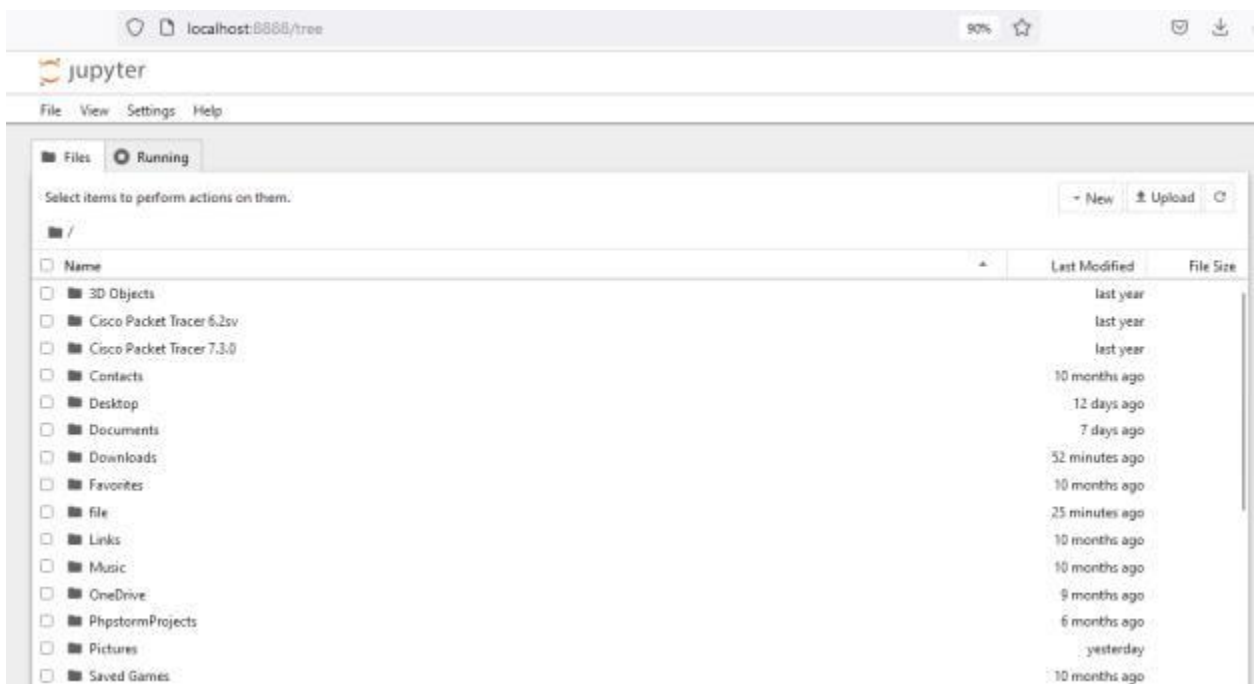 localhost:8888/tree 90%
jupyter
File View Settings Help
Files Running
Select items to perform actions on them. New Upload
/
Name Last Modified File Size
3D Objects last year
Cisco Packet Tracer 6.2sv last year
Cisco Packet Tracer 7.3.0 last year
Contacts 10 months ago
Desktop 12 days ago
Documents 7 days ago
Downloads 52 minutes ago
Favorites 10 months ago
file 25 minutes ago
Links 10 months ago
Music 10 months ago
OneDrive 9 months ago
PhpstormProjects 6 months ago
Pictures yesterday
Saved Games 10 months ago